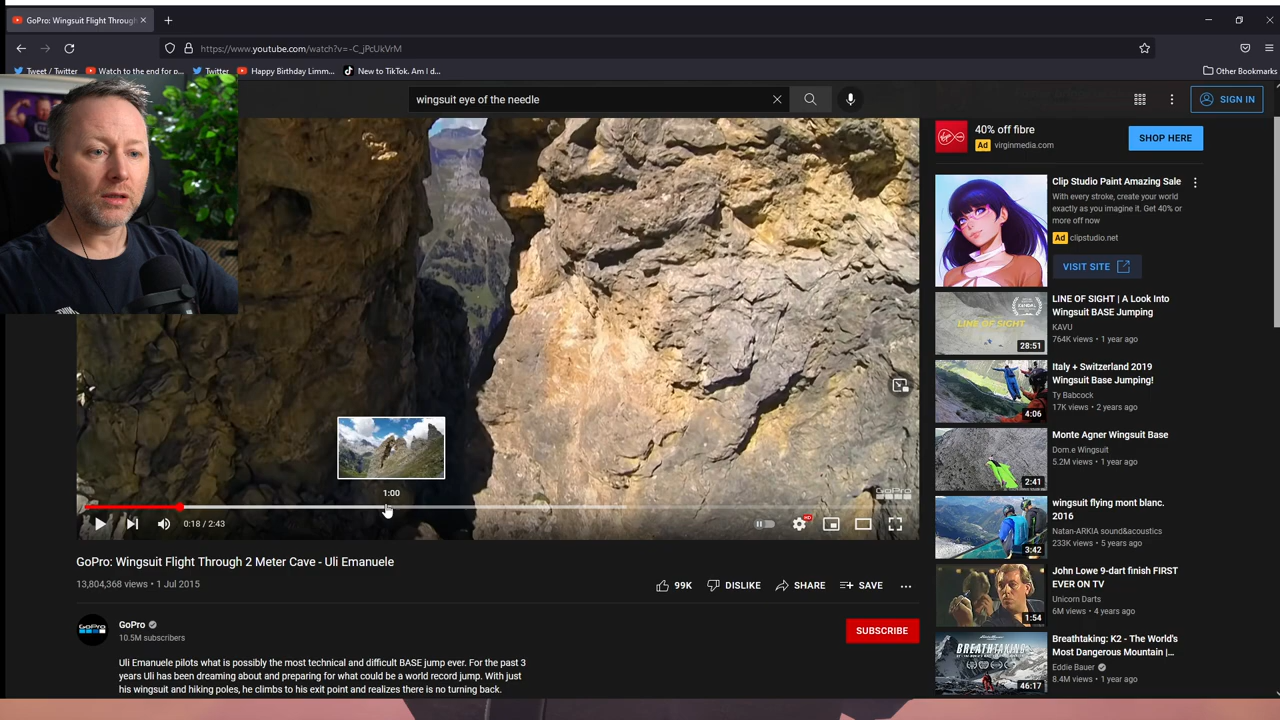 GoPro: Wingsuit Flight Through
https://www.youtube.com/watch?v=-C_jPcUkVrM
Tweet / Twitter
Watch to the end for p...
Twitter
Happy Birthday Limm...
New to TikTok. Am I d...
Other Bookmarks
wingsuit eye of the needle
SIGN IN
40% off fibre
Ad virginmedia.com
SHOP HERE
Clip Studio Paint Amazing Sale
With every stroke, create your world
exactly as you imagine it. Get 40% or
more off now
Ad clipstudio.net
VISIT SITE
LINE OF SIGHT
28:51
LINE OF SIGHT | A Look Into
Wingsuit BASE Jumping
KAVU
764K views • 1 year ago
4:06
Italy + Switzerland 2019
Wingsuit Base Jumping!
Ty Babcock
17K views • 2 years ago
2:41
Monte Agner Wingsuit Base
Dom.e Wingsuit
5.2M views • 1 year ago
3:42
wingsuit flying mont blanc.
2016
Natan-ARKIA sound&acoustics
233K views • 5 years ago
1:54
John Lowe 9-dart finish FIRST
EVER ON TV
Unicorn Darts
6M views • 4 years ago
BREATHTAKING
46:17
Breathtaking: K2 - The World's
Most Dangerous Mountain |...
Eddie Bauer
8.4M views • 1 year ago
1:00
GoPro
0:18 / 2:43
HD
GoPro: Wingsuit Flight Through 2 Meter Cave - Uli Emanuele
13,804,368 views • 1 Jul 2015
99K
DISLIKE
SHARE
SAVE
GoPro
10.5M subscribers
SUBSCRIBE
Uli Emanuele pilots what is possibly the most technical and difficult BASE jump ever. For the past 3
years Uli has been dreaming about and preparing for what could be a world record jump. With just
his wingsuit and hiking poles, he climbs to his exit point and realizes there is no turning back.